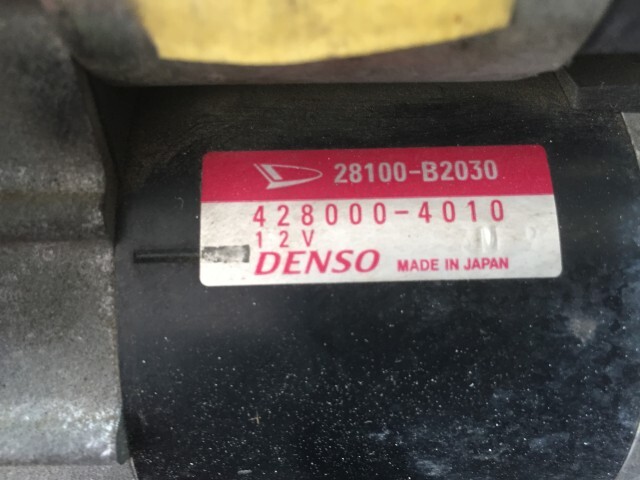 28100-B2030
428000-4010
12V
DENSO MADE IN JAPAN